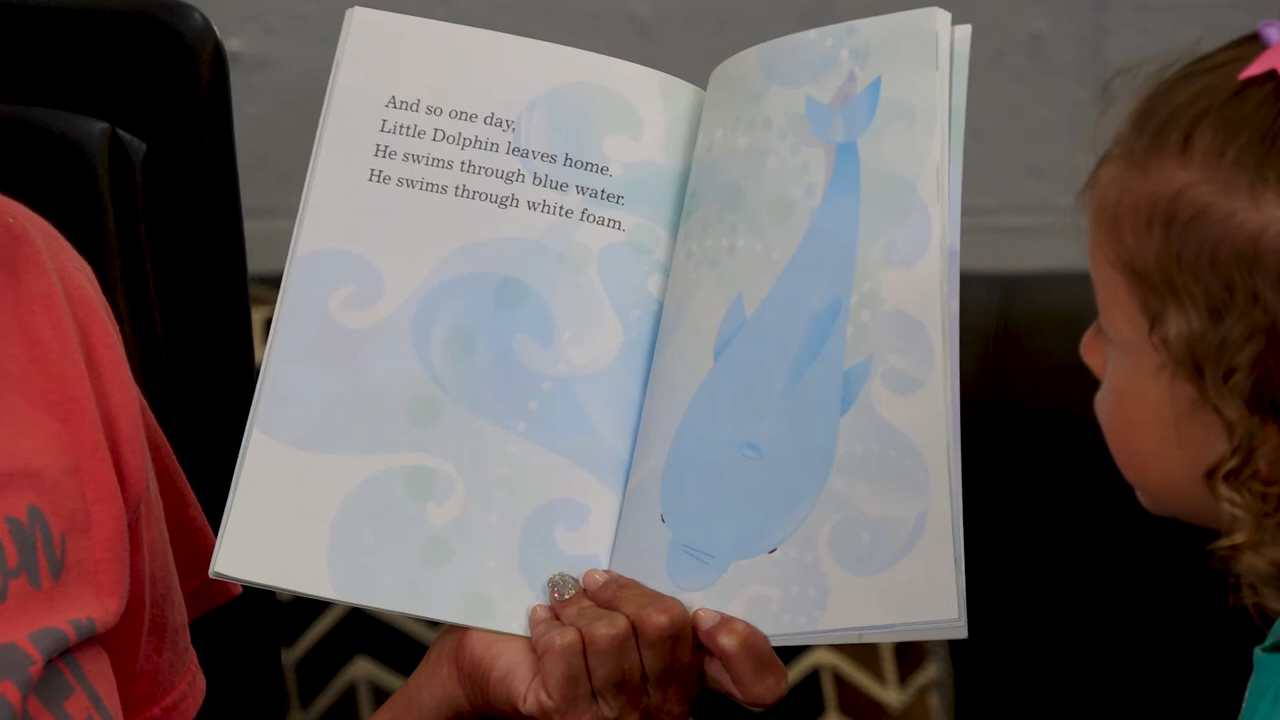 And so one day,
Little Dolphin leaves home.
He swims through blue water.
He swims through white foam.